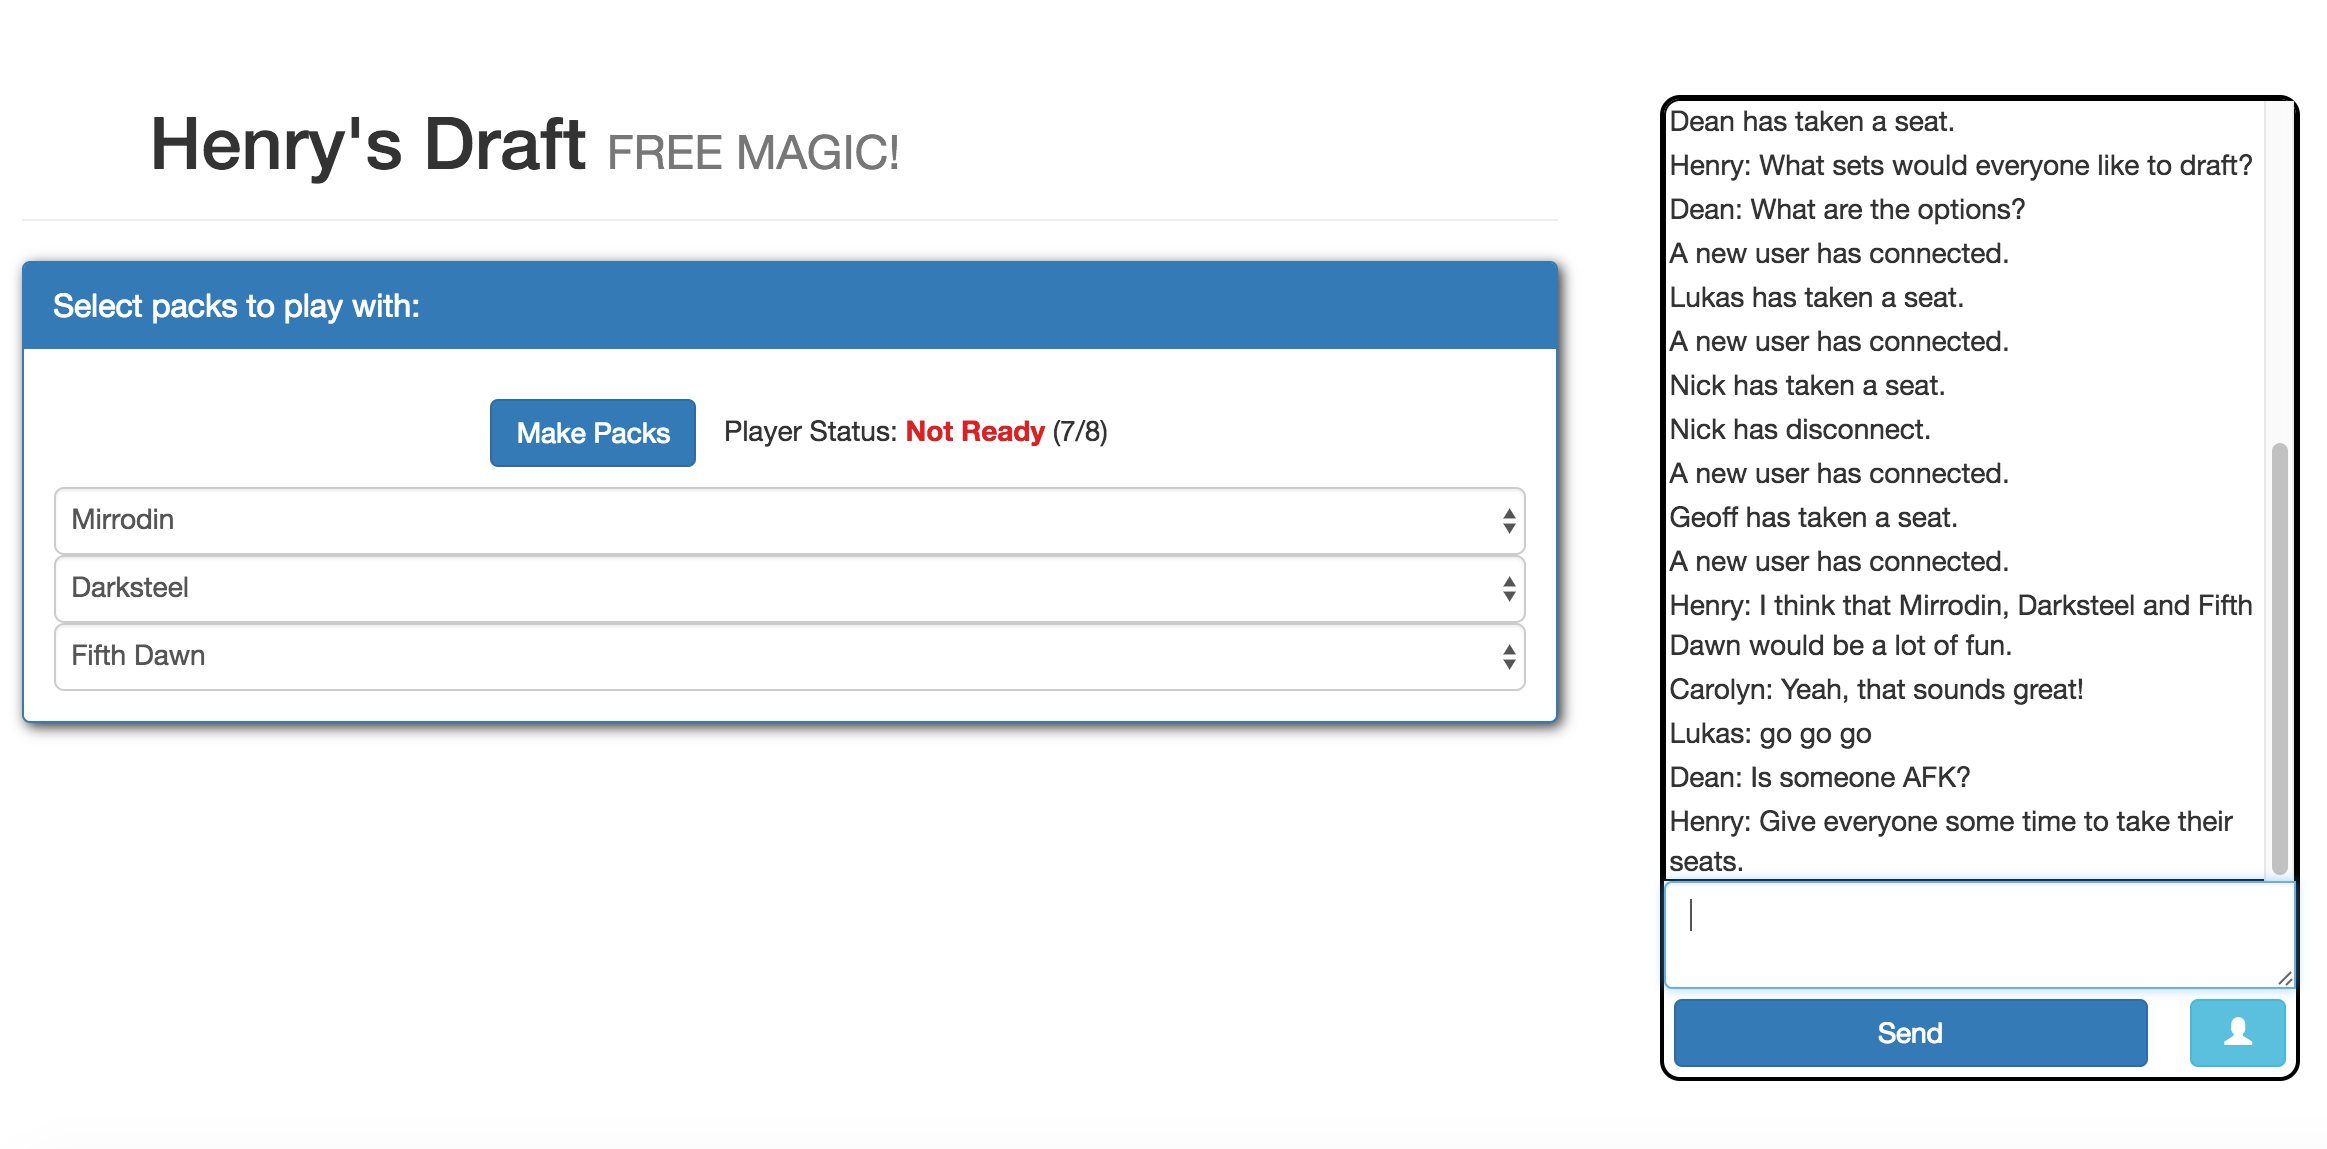 Henry's Draft FREE MAGIC!
Select packs to play with:
Make Packs Player Status: Not Ready (7/8)
Mirrodin
Darksteel
Fifth Dawn
Dean has taken a seat.
Henry: What sets would everyone like to draft?
Dean: What are the options?
A new user has connected.
Lukas has taken a seat.
A new user has connected.
Nick has taken a seat.
Nick has disconnect.
A new user has connected.
Geoff has taken a seat.
A new user has connected.
Henry: I think that Mirrodin, Darksteel and Fifth
Dawn would be a lot of fun.
Carolyn: Yeah, that sounds great!
Lukas: go go go
Dean: Is someone AFK?
Henry: Give everyone some time to take their
seats.
Send